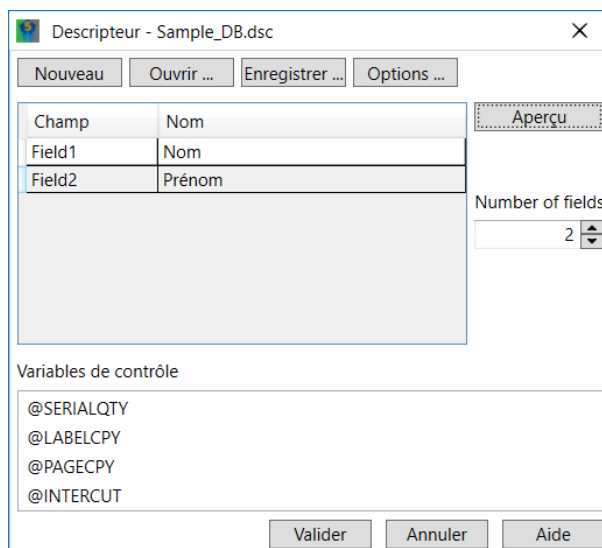 Descripteur - Sample_DB.dsc
Nouveau Ouvrir ... Enregistrer ... Options ...
Champ Nom Aperçu
Field1 Nom
Field2 Prénom
Number of fields
2
Variables de contrôle
@SERIALQTY
@LABELCPY
@PAGECPY
@INTERCUT
Valider Annuler Aide